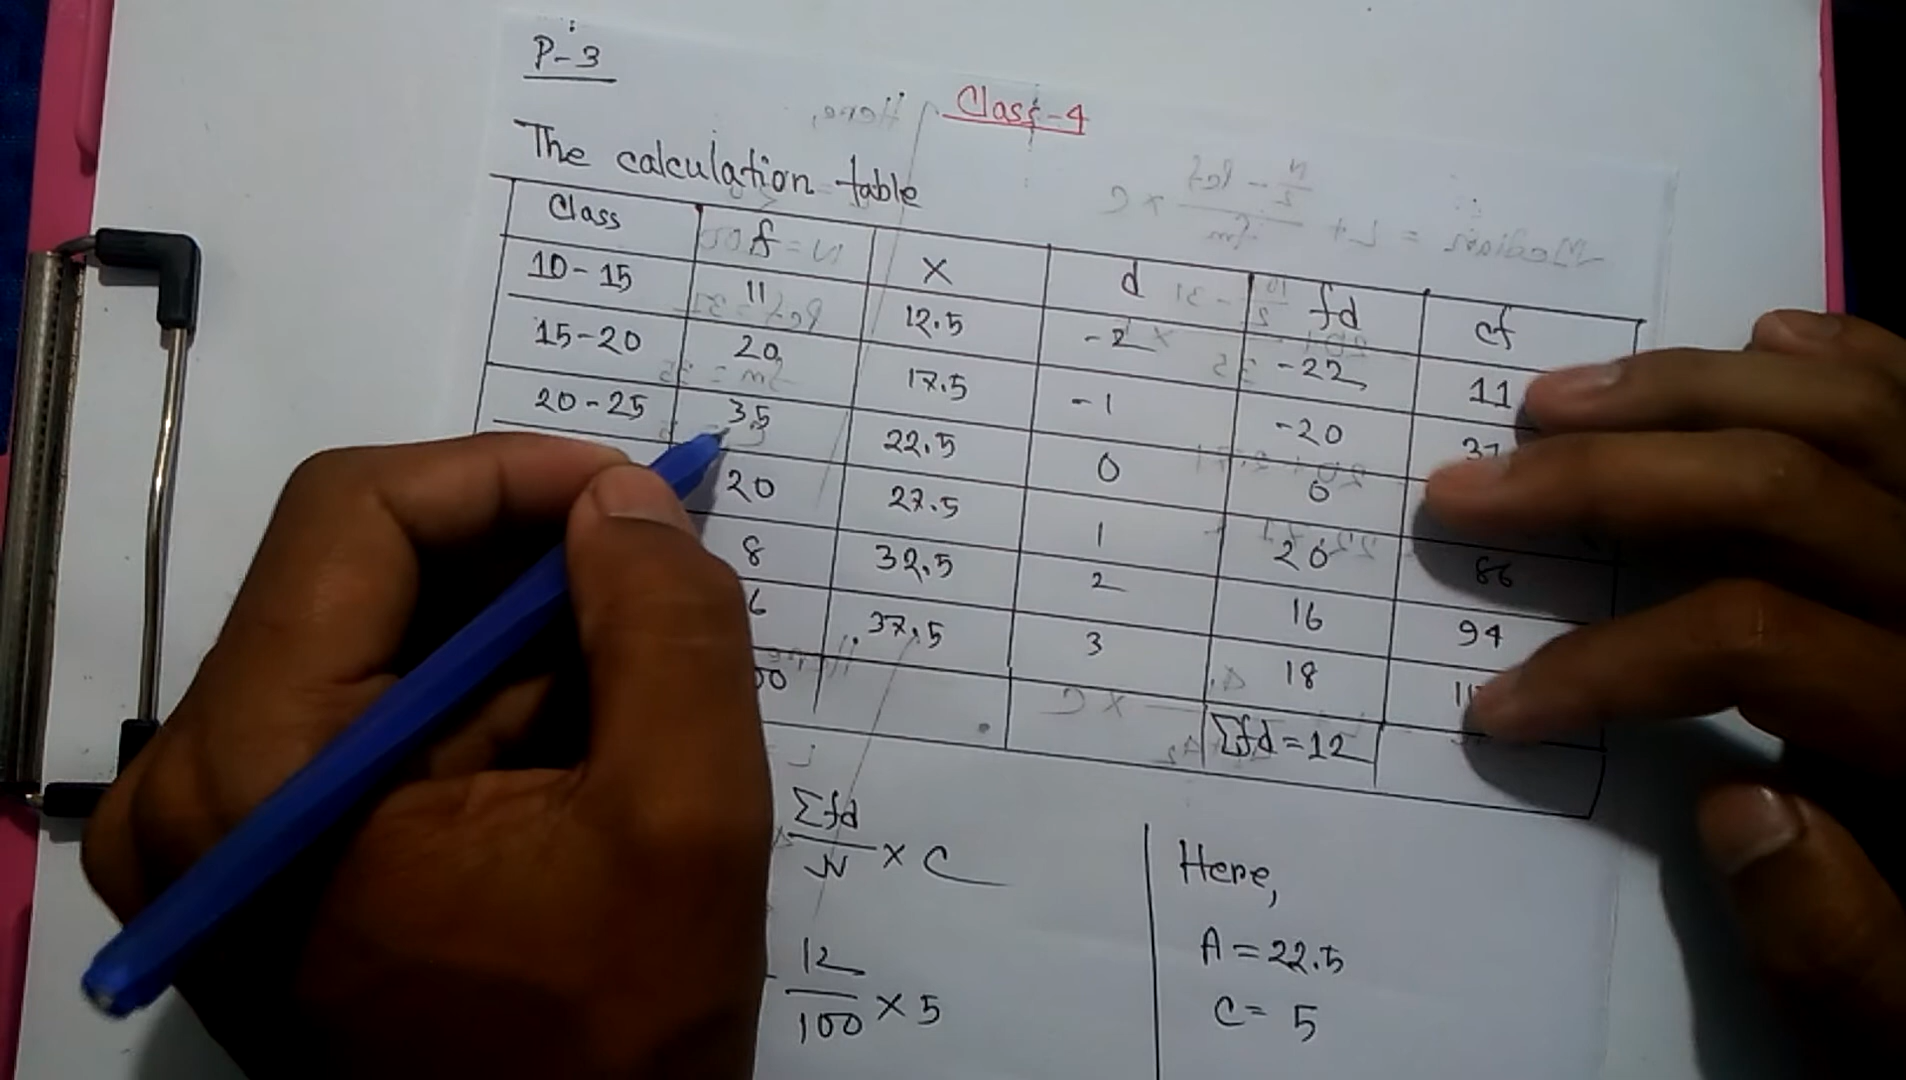 P-3
Class-4
The calculation table
Class f x d fd cf
10-15 11 12.5 -2 -22 11
15-20 20 17.5 -1 -20
20-25 35 22.5 0 0
20 27.5 1 20 86
8 32.5 2 16 94
6 37.5 3 18
Σfd=12
Σfd
N × C
12
100 × 5
Here,
A = 22.5
C = 5